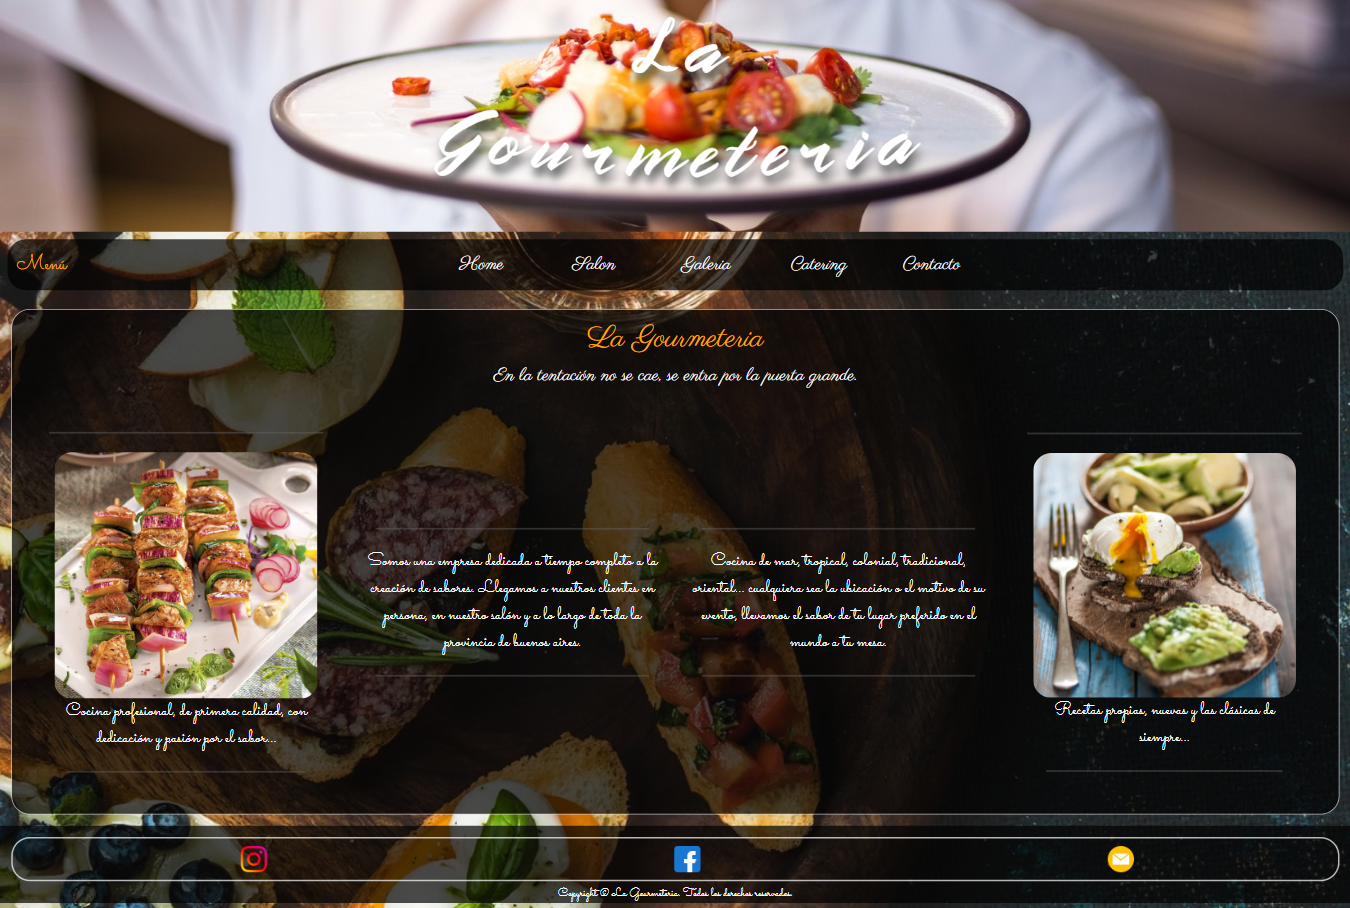 La
Gourmeteria
Menú
Home
Salon
Galeria
Catering
Contacto
La Gourmeteria
En la tentación no se cae, se entra por la puerta grande.
Somos una empresa dedicada a tiempo completo a la
creación de sabores. Llegamos a nuestros clientes en
persona, en nuestro salón y a lo largo de toda la
provincia de buenos aires.
Cocina de mar, tropical, colonial, tradicional,
oriental... cualquiera sea la ubicación o el motivo de su
evento, llevamos el sabor de tu lugar preferido en el
mundo a tu mesa.
Cocina profesional, de primera calidad, con
dedicación y pasión por el sabor...
Recetas propias, nuevas y las clásicas de
siempre...
Copyright © La Gourmeteria. Todos los derechos reservados.